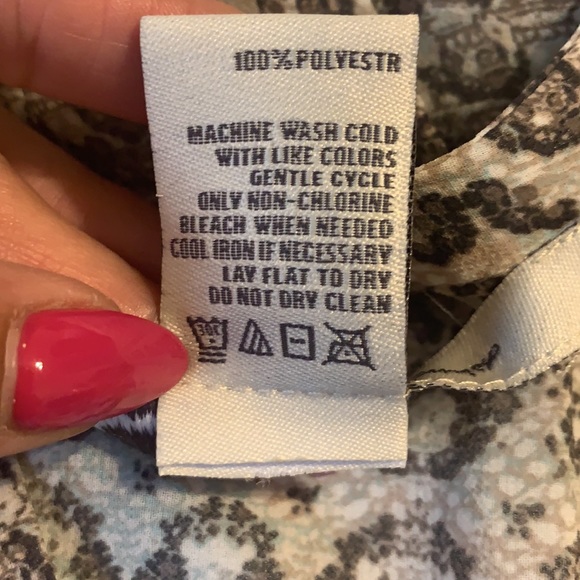 100%POLYESTR
MACHINE WASH COLD
WITH LIKE COLORS
GENTLE CYCLE
ONLY NON-CHLORINE
BLEACH WHEN NEEDED
COOL IRON IF NECESSARY
LAY FLAT TO DRY
DO NOT DRY CLEAN
30C